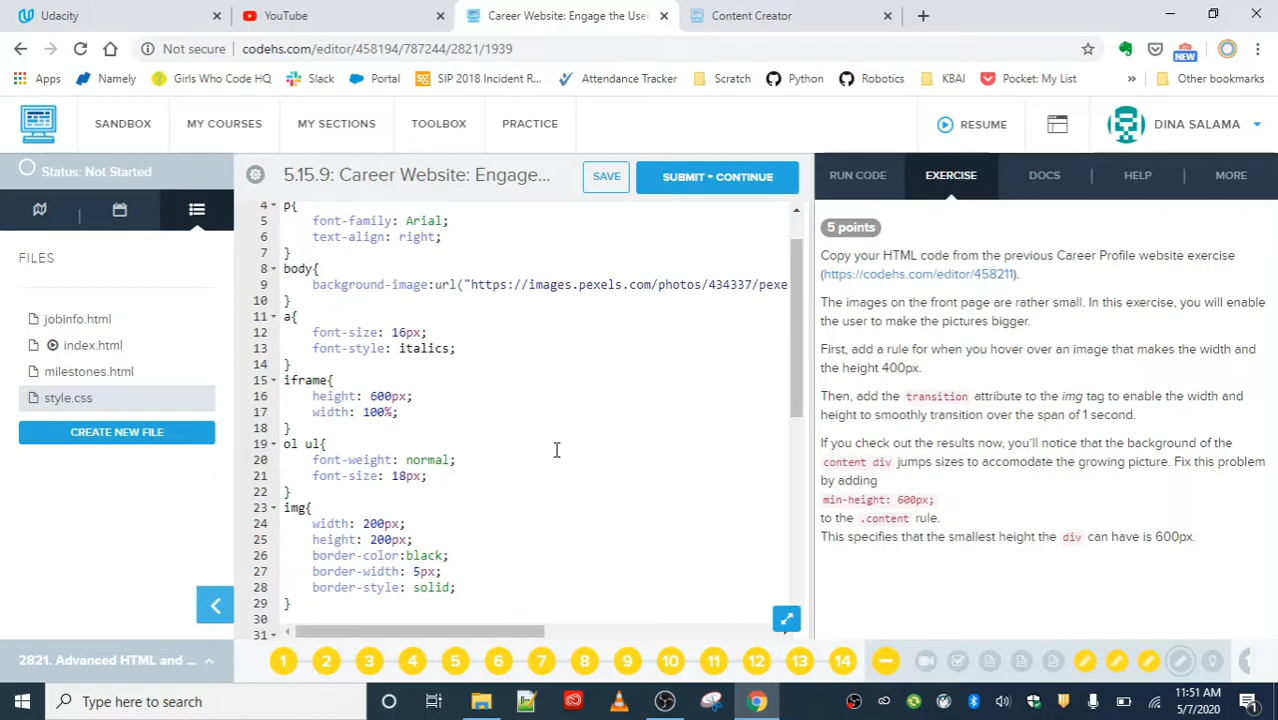 Udacity
YouTube
Career Website: Engage the User
Content Creator
Not secure
codehs.com/editor/458194/787244/2821/1939
NEW
Apps
Namely
Girls Who Code HQ
Slack
Portal
SIP 2018 Incident R...
Attendance Tracker
Scratch
Python
Robotics
KBAI
Pocket: My List
»
Other bookmarks
SANDBOX
MY COURSES
MY SECTIONS
TOOLBOX
PRACTICE
RESUME
DINA SALAMA
Status: Not Started
5.15.9: Career Website: Engage...
SAVE
SUBMIT + CONTINUE
RUN CODE
EXERCISE
DOCS
HELP
MORE
FILES
jobinfo.html
index.html
milestones.html
style.css
CREATE NEW FILE
4 p{
5 font-family: Arial;
6 text-align: right;
7 }
8 body{
9 background-image:url("https://images.pexels.com/photos/434337/pexe
10 }
11 a{
12 font-size: 16px;
13 font-style: italics;
14 }
15 iframe{
16 height: 600px;
17 width: 100%;
18 }
19 ol ul{
20 font-weight: normal;
21 font-size: 18px;
22 }
23 img{
24 width: 200px;
25 height: 200px;
26 border-color:black;
27 border-width: 5px;
28 border-style: solid;
29 }
30
31
5 points
Copy your HTML code from the previous Career Profile website exercise
(https://codehs.com/editor/458211).
The images on the front page are rather small. In this exercise, you will enable
the user to make the pictures bigger.
First, add a rule for when you hover over an image that makes the width and
the height 400px.
Then, add the transition attribute to the img tag to enable the width and
height to smoothly transition over the span of 1 second.
If you check out the results now, you'll notice that the background of the
content div jumps sizes to accomodate the growing picture. Fix this problem
by adding
min-height: 600px;
to the .content rule.
This specifies that the smallest height the div can have is 600px.
2821. Advanced HTML and ...
1 2 3 4 5 6 7 8 9 10 11 12 13 14
Type here to search
11:51 AM
5/7/2020